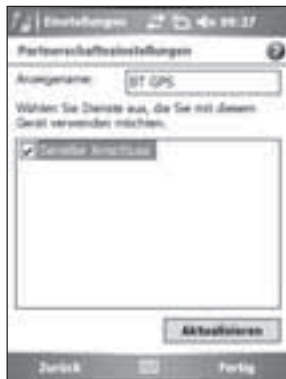 Einstellungen 09:37
Partnerschaftseinstellungen
Anzeigename: BT GPS
Wählen Sie Dienste aus, die Sie mit diesem
Gerät verwenden möchten.
Serieller Anschluss
Aktualisieren
Zurück Fertig